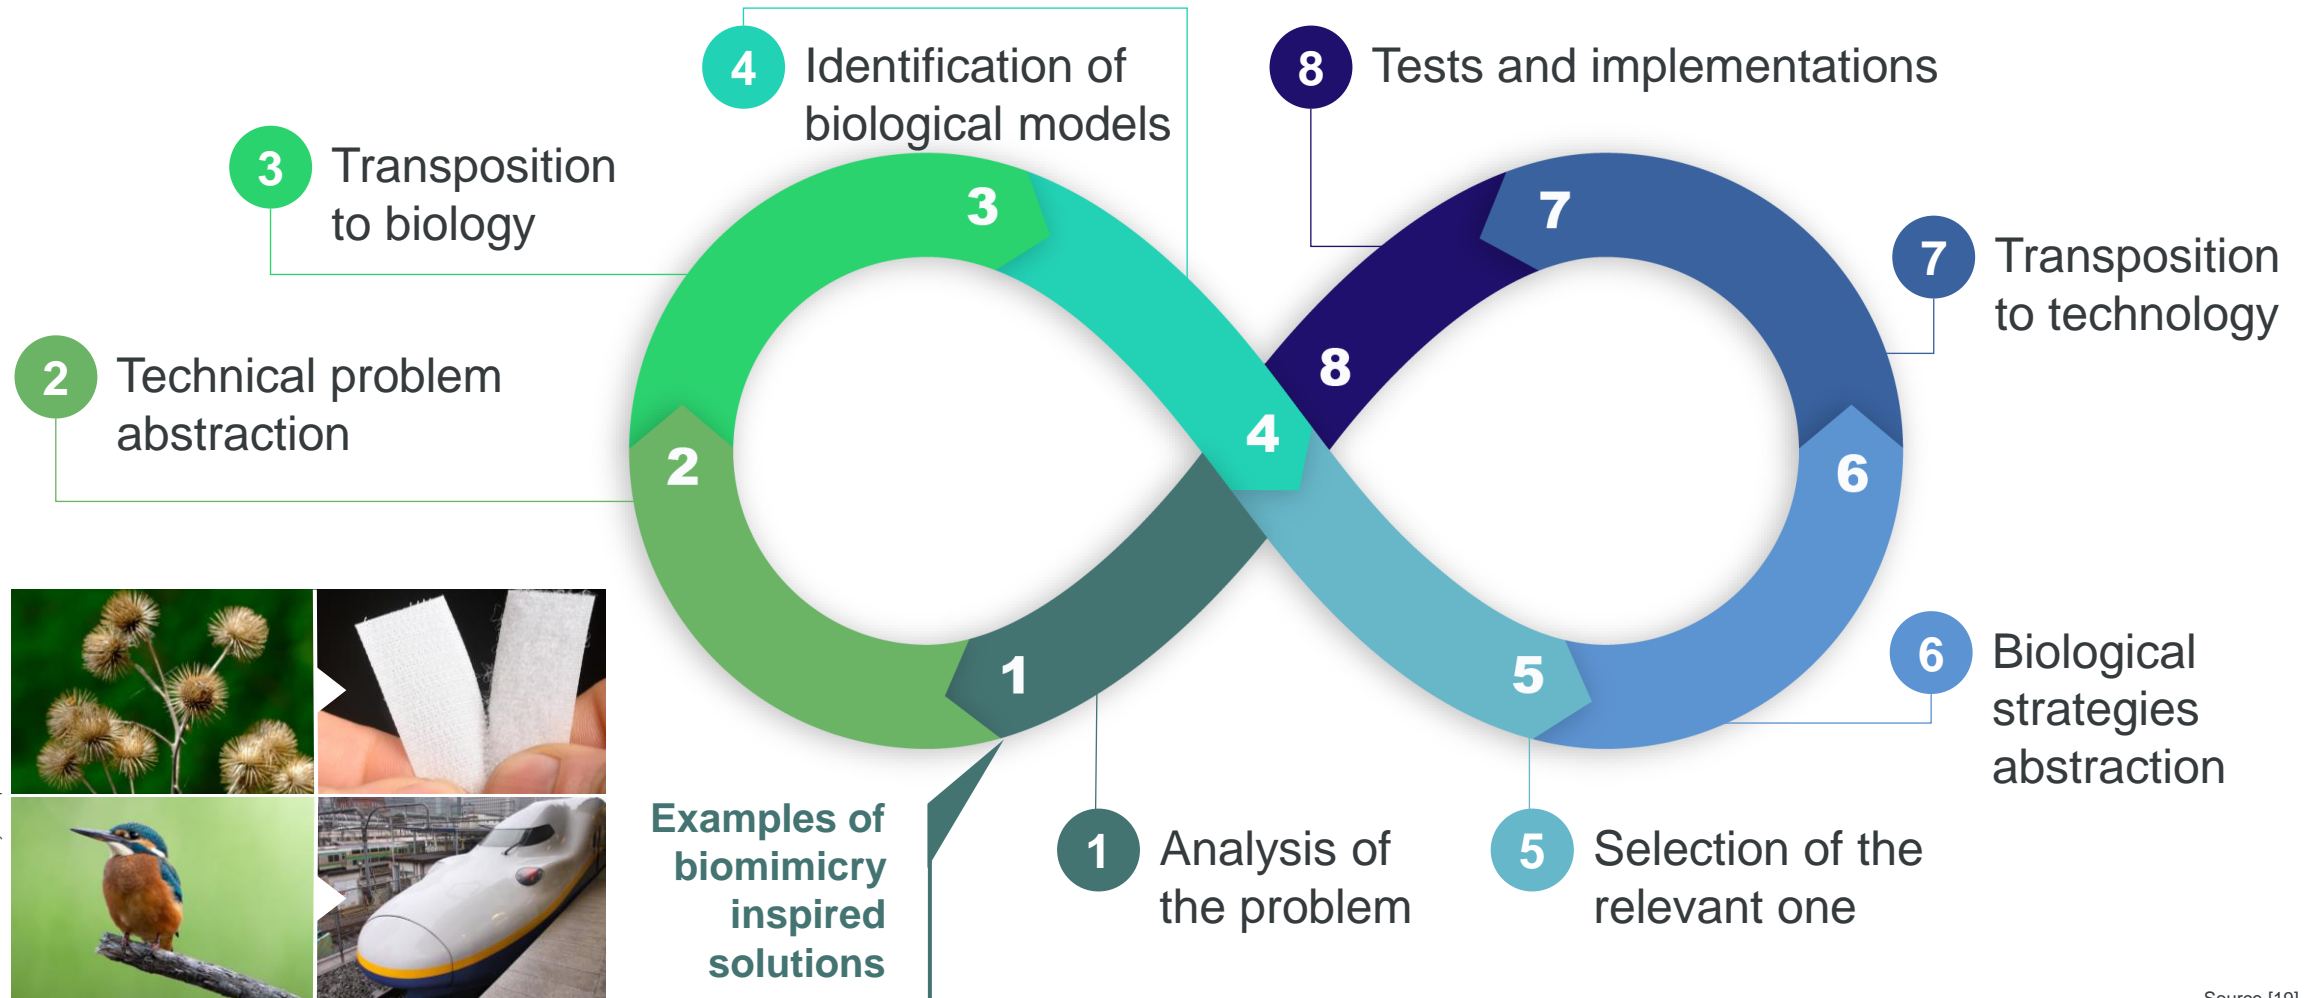 4
Identification of
biological models
8
Tests and implementations
3
Transposition
to biology
7
Transposition
to technology
2
Technical problem
abstraction
3
7
8
4
2
6
1
5
6
Biological
strategies
abstraction
Examples of
biomimicry
inspired
solutions
1
Analysis of
the problem
5
Selection of the
relevant one
Source [19]